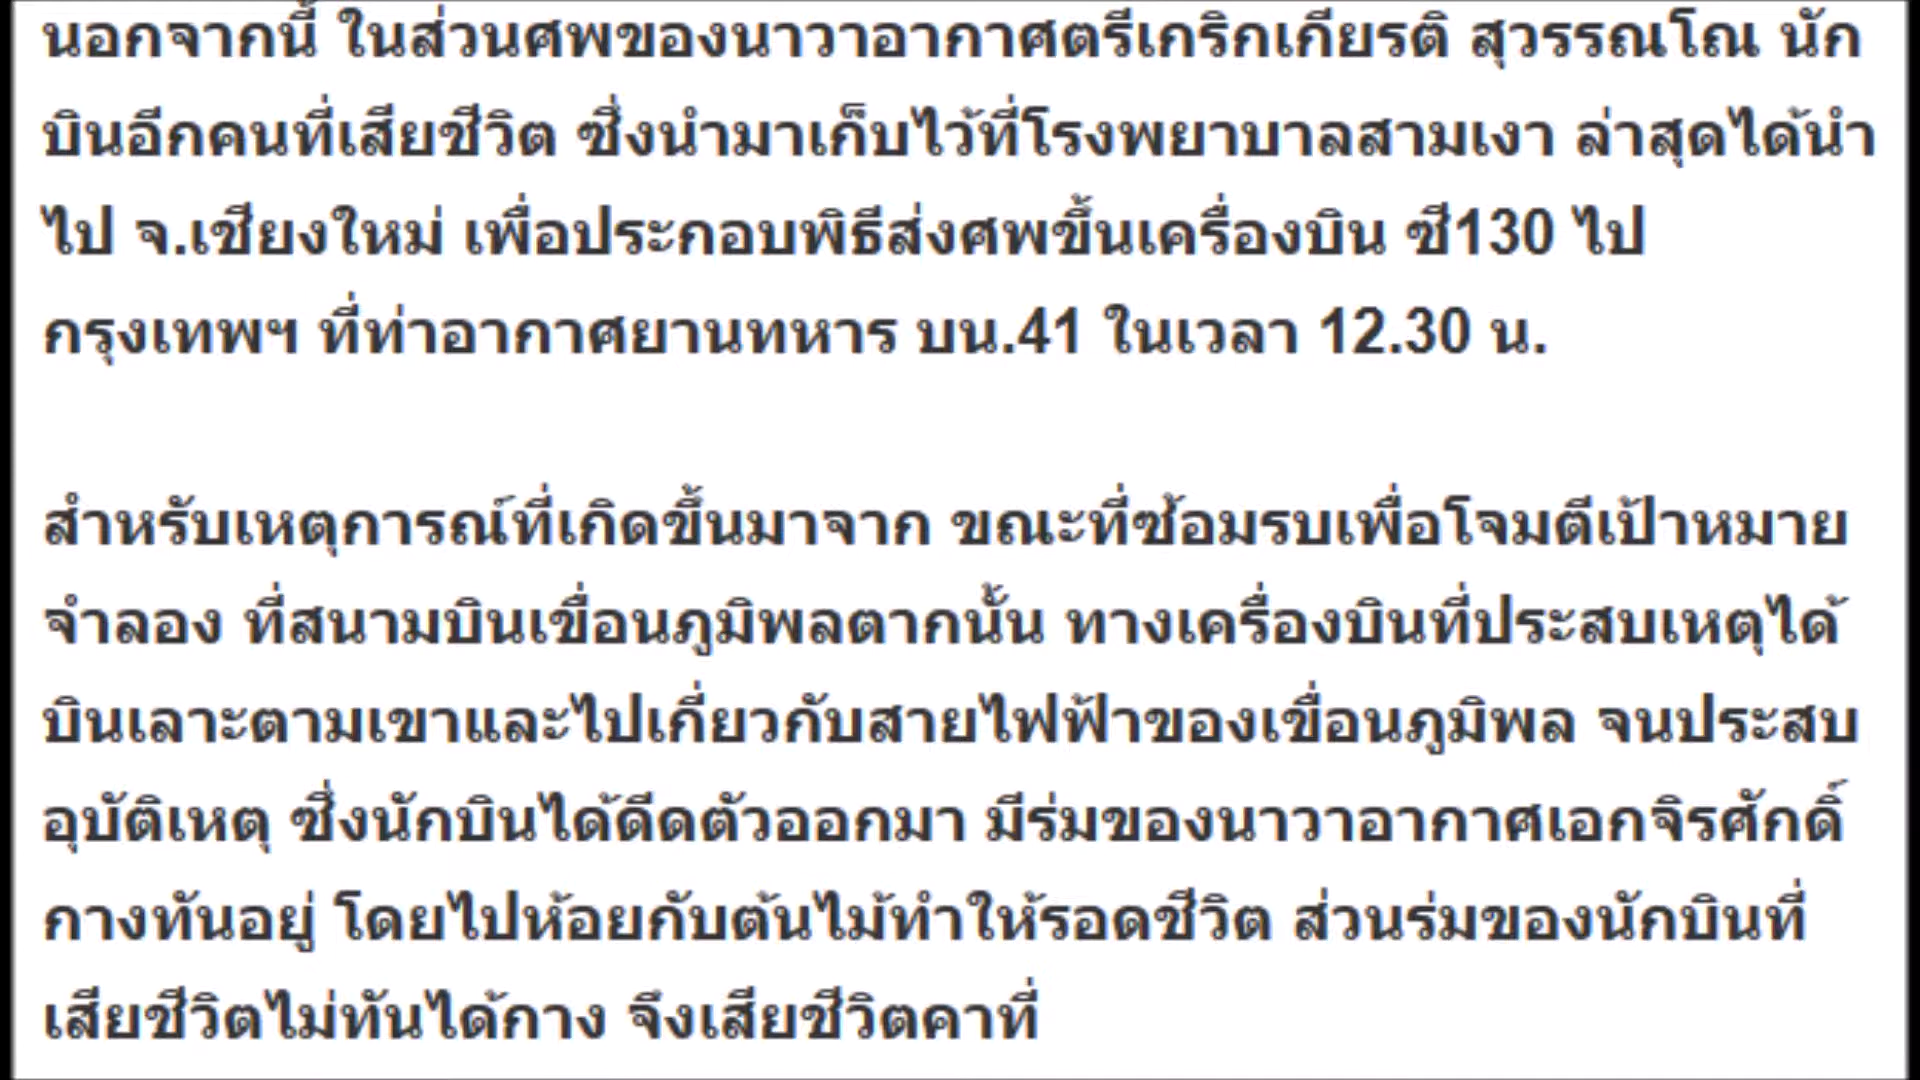 นอกจากนี้ ในส่วนศพของนาวาอากาศตรีเกริกเกียรติ สุวรรณโณ นัก
บินอีกคนที่เสียชีวิต ซึ่งนำมาเก็บไว้ที่โรงพยาบาลสามเงา ล่าสุดได้นำ
ไป จ.เชียงใหม่ เพื่อประกอบพิธีส่งศพขึ้นเครื่องบิน ซี130 ไป
กรุงเทพฯ ที่ท่าอากาศยานทหาร บน.41 ในเวลา 12.30 น.
สำหรับเหตุการณ์ที่เกิดขึ้นมาจาก ขณะที่ซ้อมรบเพื่อโจมตีเป้าหมาย
จำลอง ที่สนามบินเขื่อนภูมิพลตากนั้น ทางเครื่องบินที่ประสบเหตุได้
บินเลาะตามเขาและไปเกี่ยวกับสายไฟฟ้าของเขื่อนภูมิพล จนประสบ
อุบัติเหตุ ซึ่งนักบินได้ดีดตัวออกมา มีร่มของนาวาอากาศเอกจิรศักดิ์
กางทันอยู่ โดยไปห้อยกับต้นไม้ทำให้รอดชีวิต ส่วนร่มของนักบินที่
เสียชีวิตไม่ทันได้กาง จึงเสียชีวิตคาที่